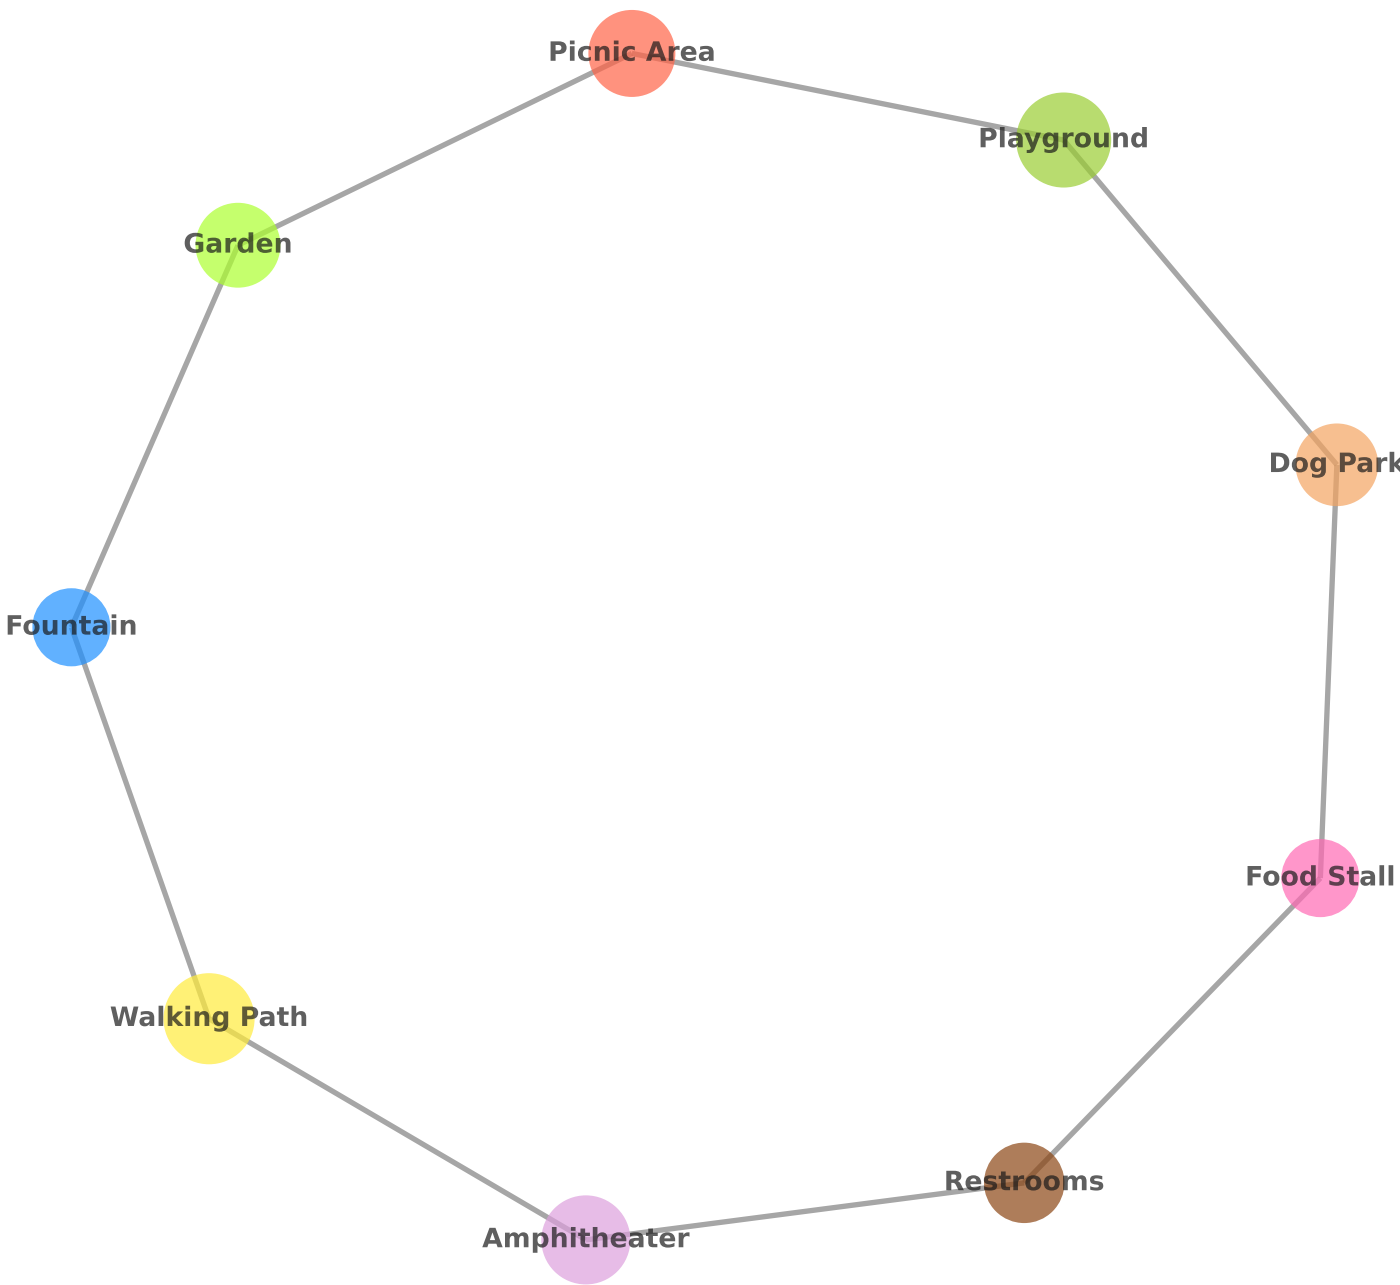 Picnic Area
Playground
Garden
Dog Park
Fountain
Food Stall
Walking Path
Restrooms
Amphitheater